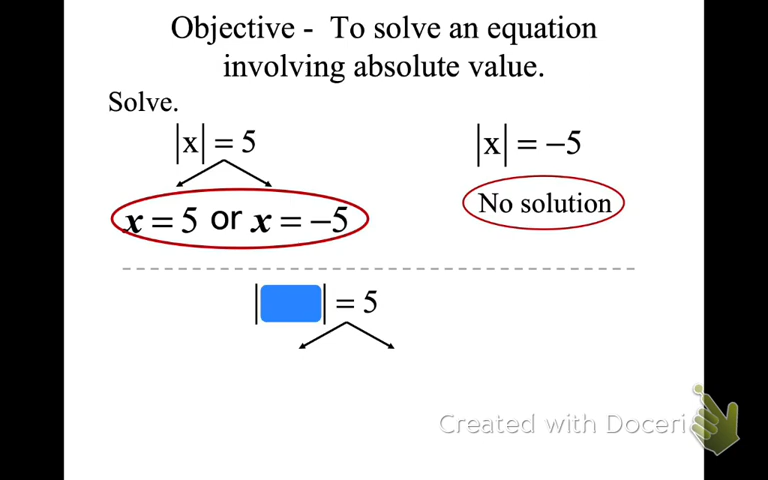 Objective - To solve an equation
involving absolute value.
Solve.
|x| = 5
|x| = −5
x = 5 or x = −5
No solution
| | = 5
Created with Doceri